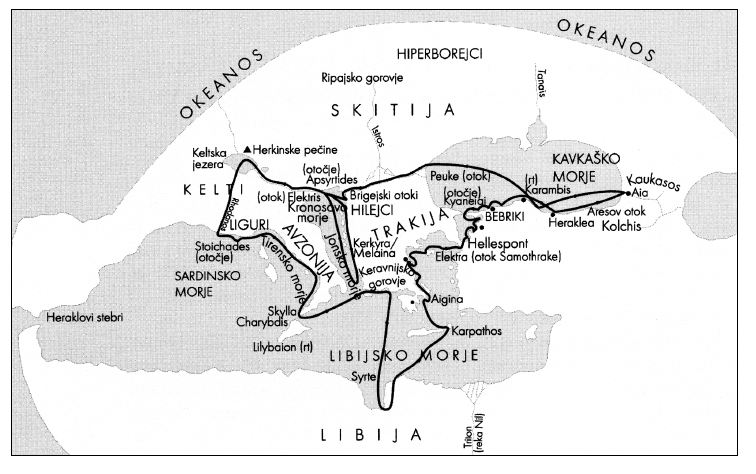 OKEANOS
OKEANOS
HIPERBOREJCI
Ripajsko gorovje
Tanais
SKITIJA
Istros
Keltska
jezera
Herkinske pečine
KAVKAŠKO
MORJE
(otočje)
Apsyrtides
Peuke (otok)
(rt)
Karambis
Kaukasos
Aia
KELTI
(otok) Elektris
Kronosovo
morje
Brigejski otoki
HILEJCI
(otočje)
Kyaneiai
BEBRIKI
Aresov otok
Kolchis
Heraklea
LIGURI
TRAKIJA
Stoichades
(otočje)
AVZONIJA
Tirensko morje
Jonsko morje
Kerkyra/
Melaina
Hellespont
Elektra (otok Samothrake)
SARDINSKO
MORJE
Keravnijsko
gorovje
Aigina
Heraklovi stebri
Skylla
Charybdis
Karpathos
Lilybaion (rt)
LIBIJSKO MORJE
Syrte
LIBIJA
Triton
(reka Nil)